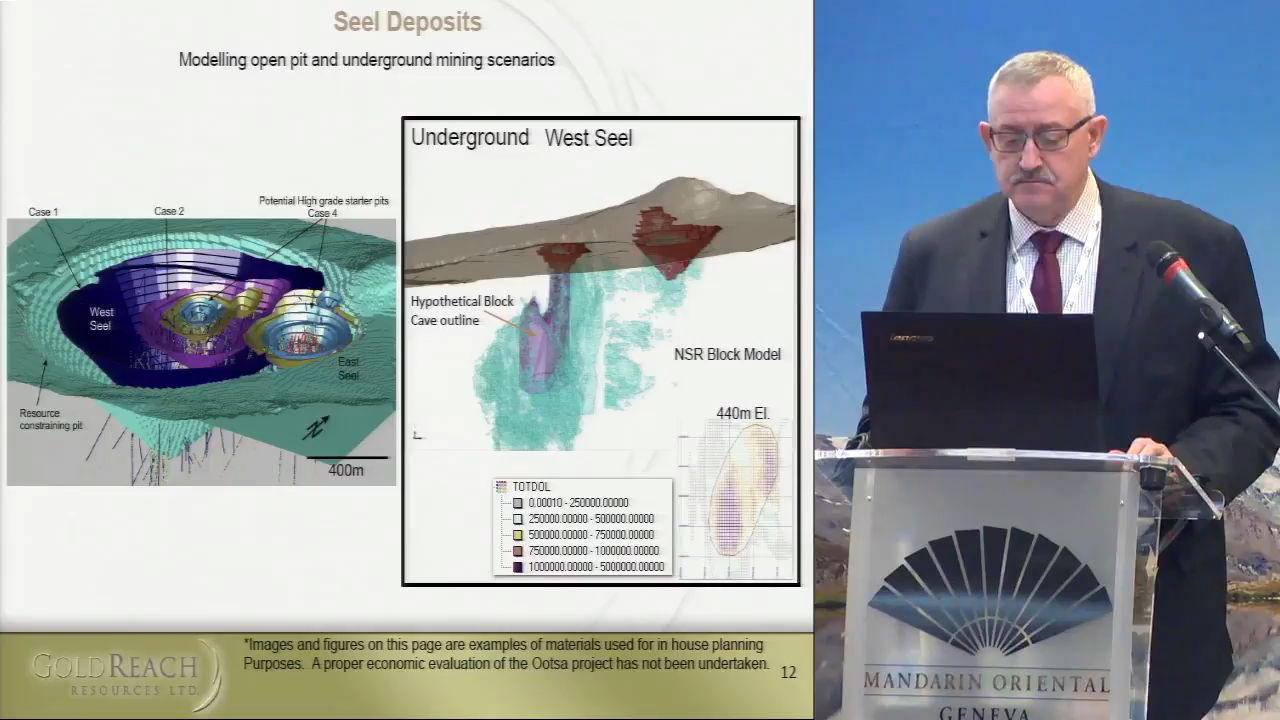 Seel Deposits
Modelling open pit and underground mining scenarios
Potential High grade starter pits
Case 1
Case 2
Case 4
West
Seel
East
Seel
Resource
constraining pit
400m
Underground West Seel
Hypothetical Block
Cave outline
NSR Block Model
440m El.
TOTDOL
0.00010 - 250000.00000
250000.00000 - 500000.00000
500000.00000 - 750000.00000
750000.00000 - 1000000.00000
1000000.00000 - 5000000.00000
GOLDREACH
RESOURCES LTD.
*Images and figures on this page are examples of materials used for in house planning
Purposes. A proper economic evaluation of the Ootsa project has not been undertaken.
12
lenovo
MANDARIN ORIENTAL
GENEVA